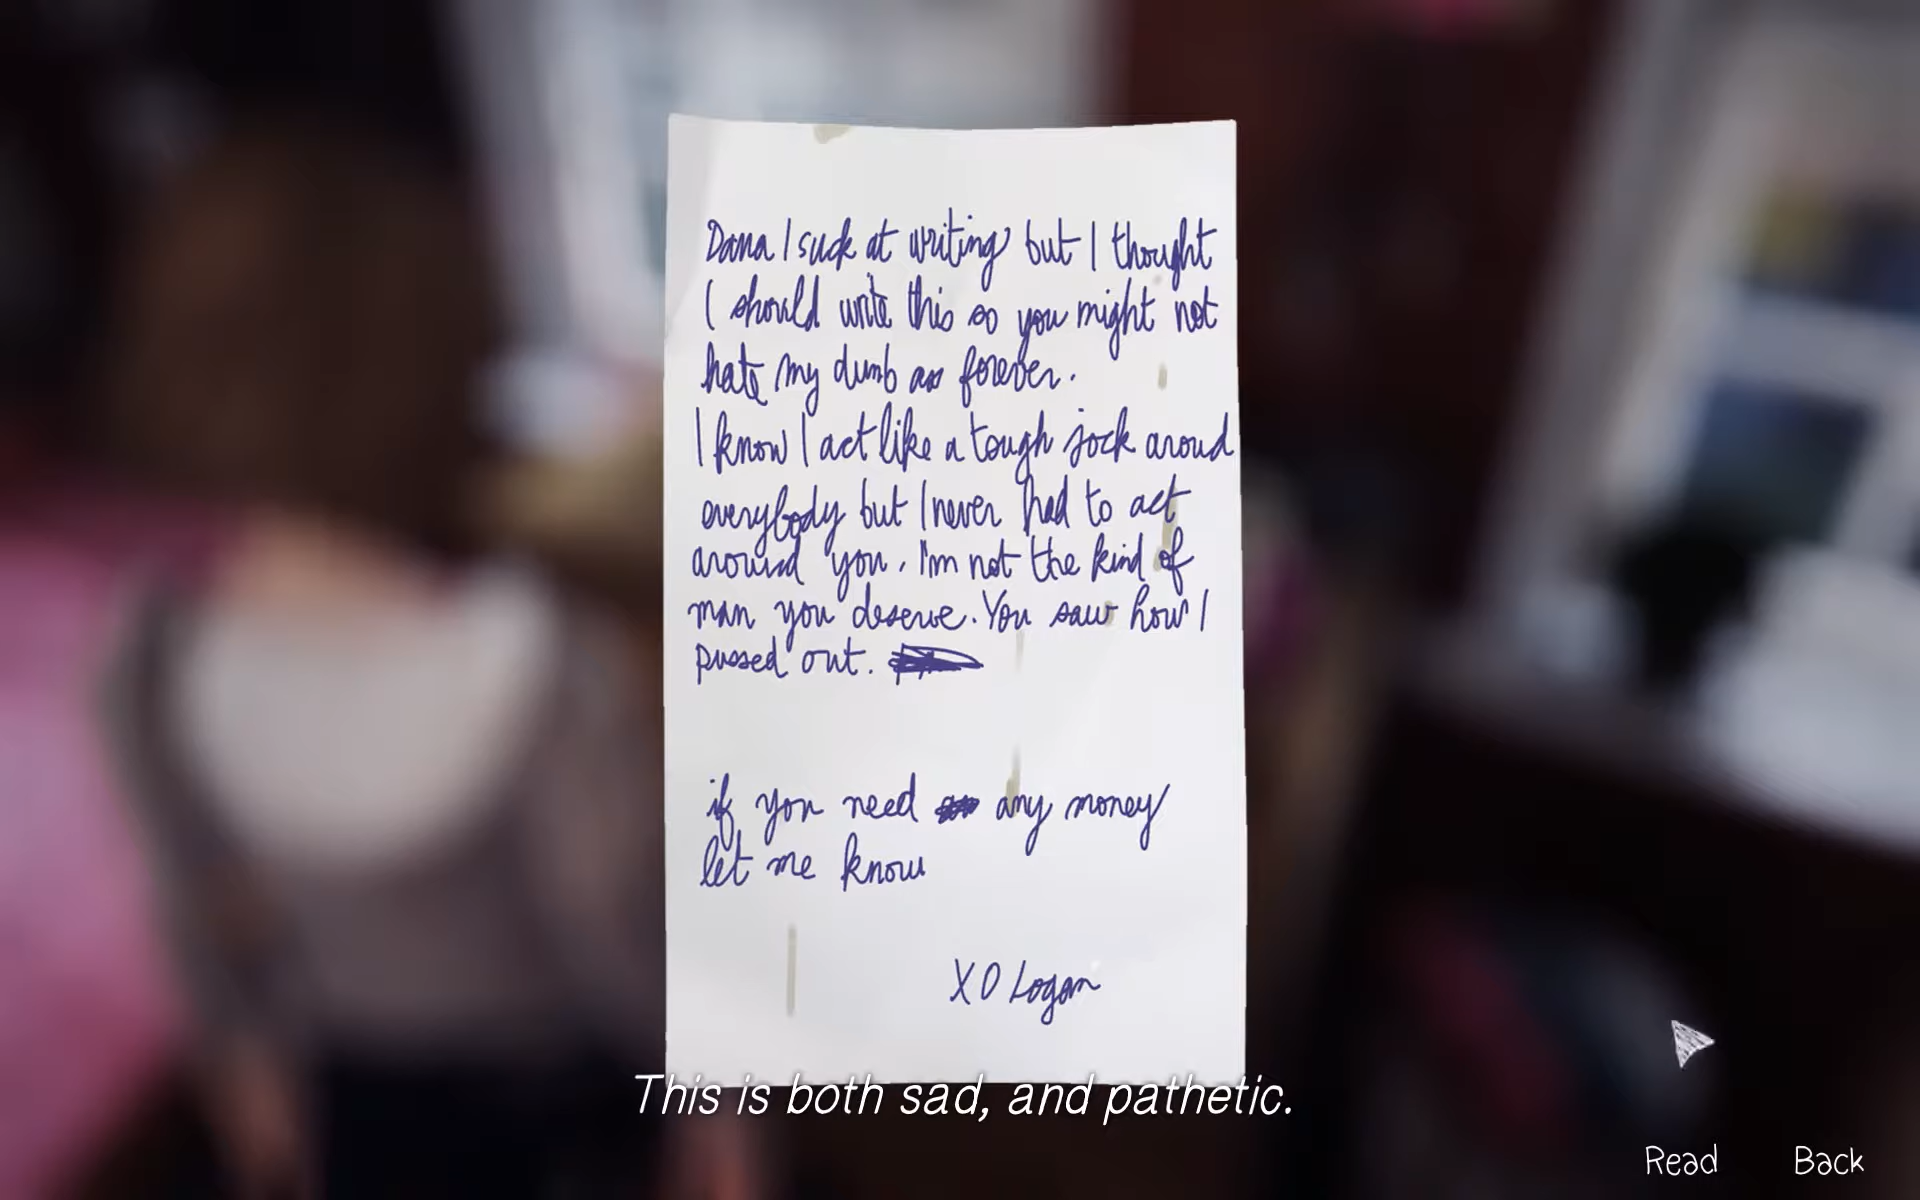 Dana I suck at writing but I thought
I should write this so you might not
hate my dumb ass forever.
I know I act like a tough jock aroud
everybody but I never had to act
around you. I'm not the kind of
man you deserve. You saw how I
pussed out.
if you need any money
let me know
XO Logan
This is both sad, and pathetic.
Read Back